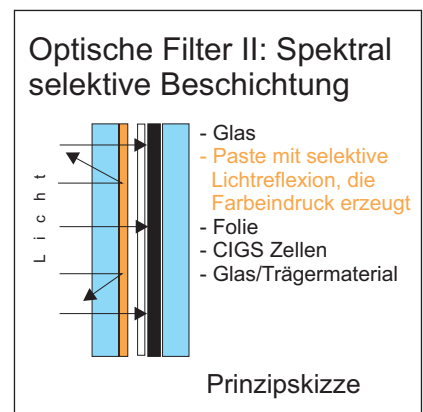 Optische Filter II: Spektral
selektive Beschichtung
Licht
- Glas
- Paste mit selektive
Lichtreflexion, die
Farbeindruck erzeugt
- Folie
- CIGS Zellen
- Glas/Trägermaterial
Prinzipskizze